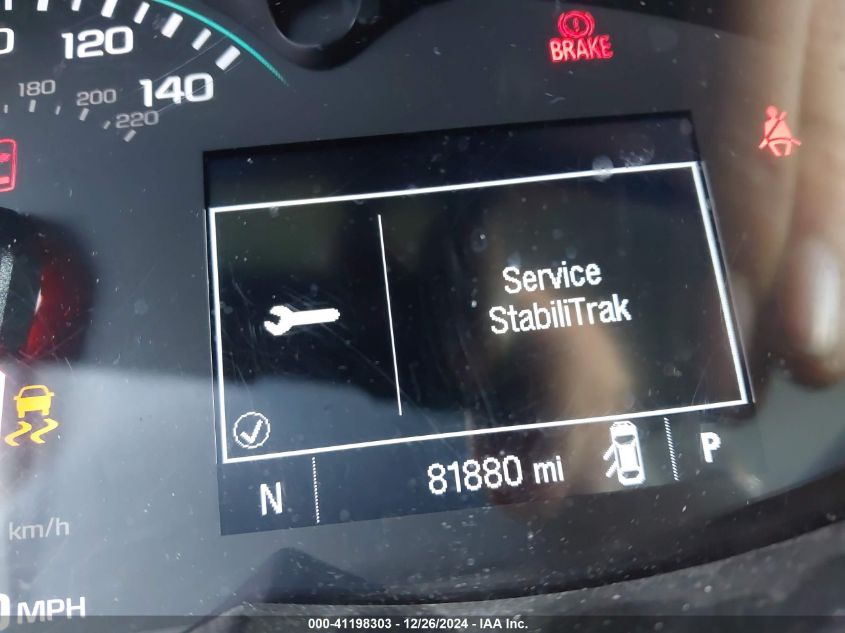 120
140
180
200
220
BRAKE
Service
StabiliTrak
N
81880 mi
P
km/h
MPH
000-41198303 - 12/26/2024 - IAA Inc.